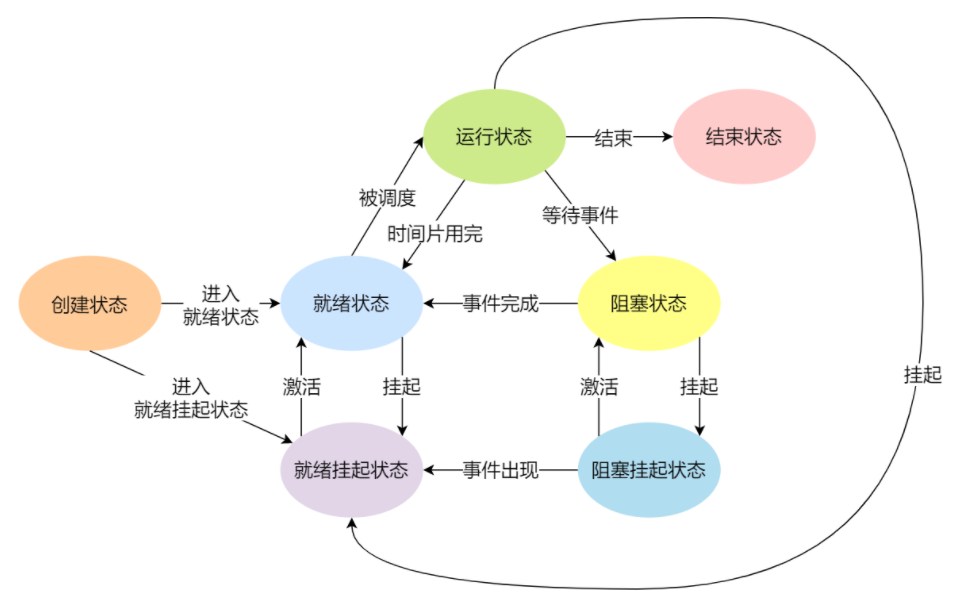 运行状态
结束
结束状态
被调度
时间片用完
等待事件
创建状态
进入
就绪状态
就绪状态
事件完成
阻塞状态
进入
就绪挂起状态
激活
挂起
激活
挂起
挂起
就绪挂起状态
事件出现
阻塞挂起状态